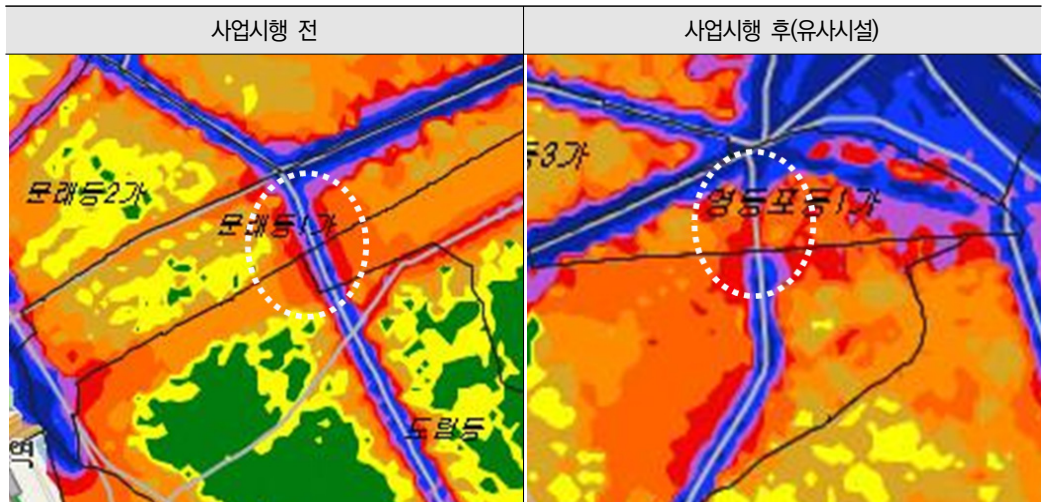 사업시행 전
사업시행 후(유사시설)
문래동2가
문래동1가
도림동
역
동3가
영등포동1가